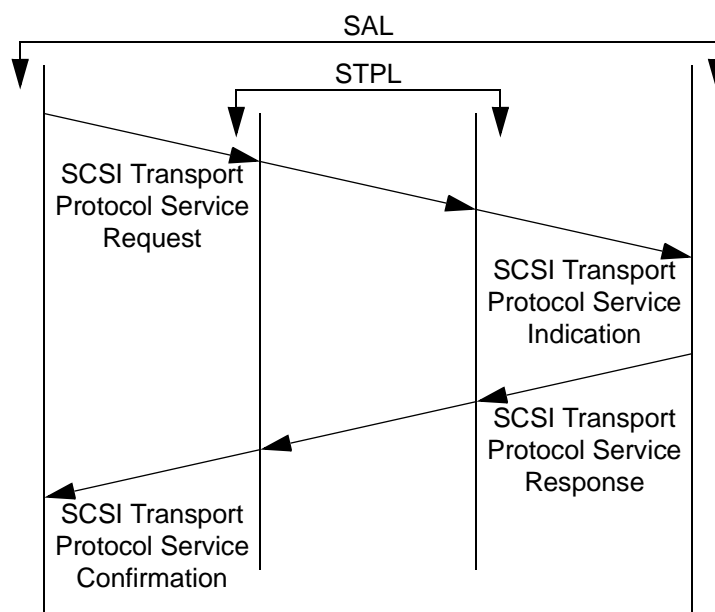 SAL
STPL
SCSI Transport
Protocol Service
Request
SCSI Transport
Protocol Service
Indication
SCSI Transport
Protocol Service
Response
SCSI Transport
Protocol Service
Confirmation